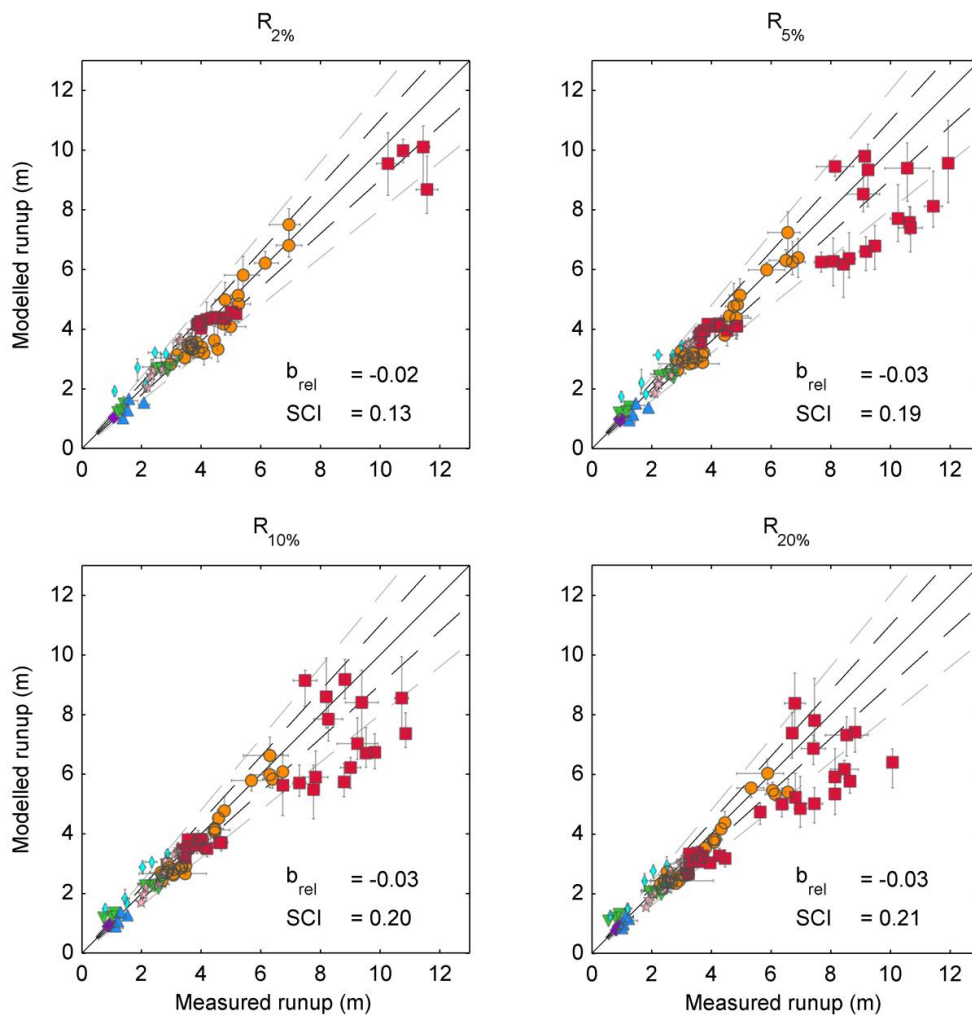 R2%
12
10
8
6
4
2
0
Modelled runup (m)
brel = -0.02
SCI = 0.13
0 2 4 6 8 10 12
R5%
12
10
8
6
4
2
0
brel = -0.03
SCI = 0.19
0 2 4 6 8 10 12
R10%
12
10
8
6
4
2
0
Modelled runup (m)
brel = -0.03
SCI = 0.20
0 2 4 6 8 10 12
Measured runup (m)
R20%
12
10
8
6
4
2
0
brel = -0.03
SCI = 0.21
0 2 4 6 8 10 12
Measured runup (m)